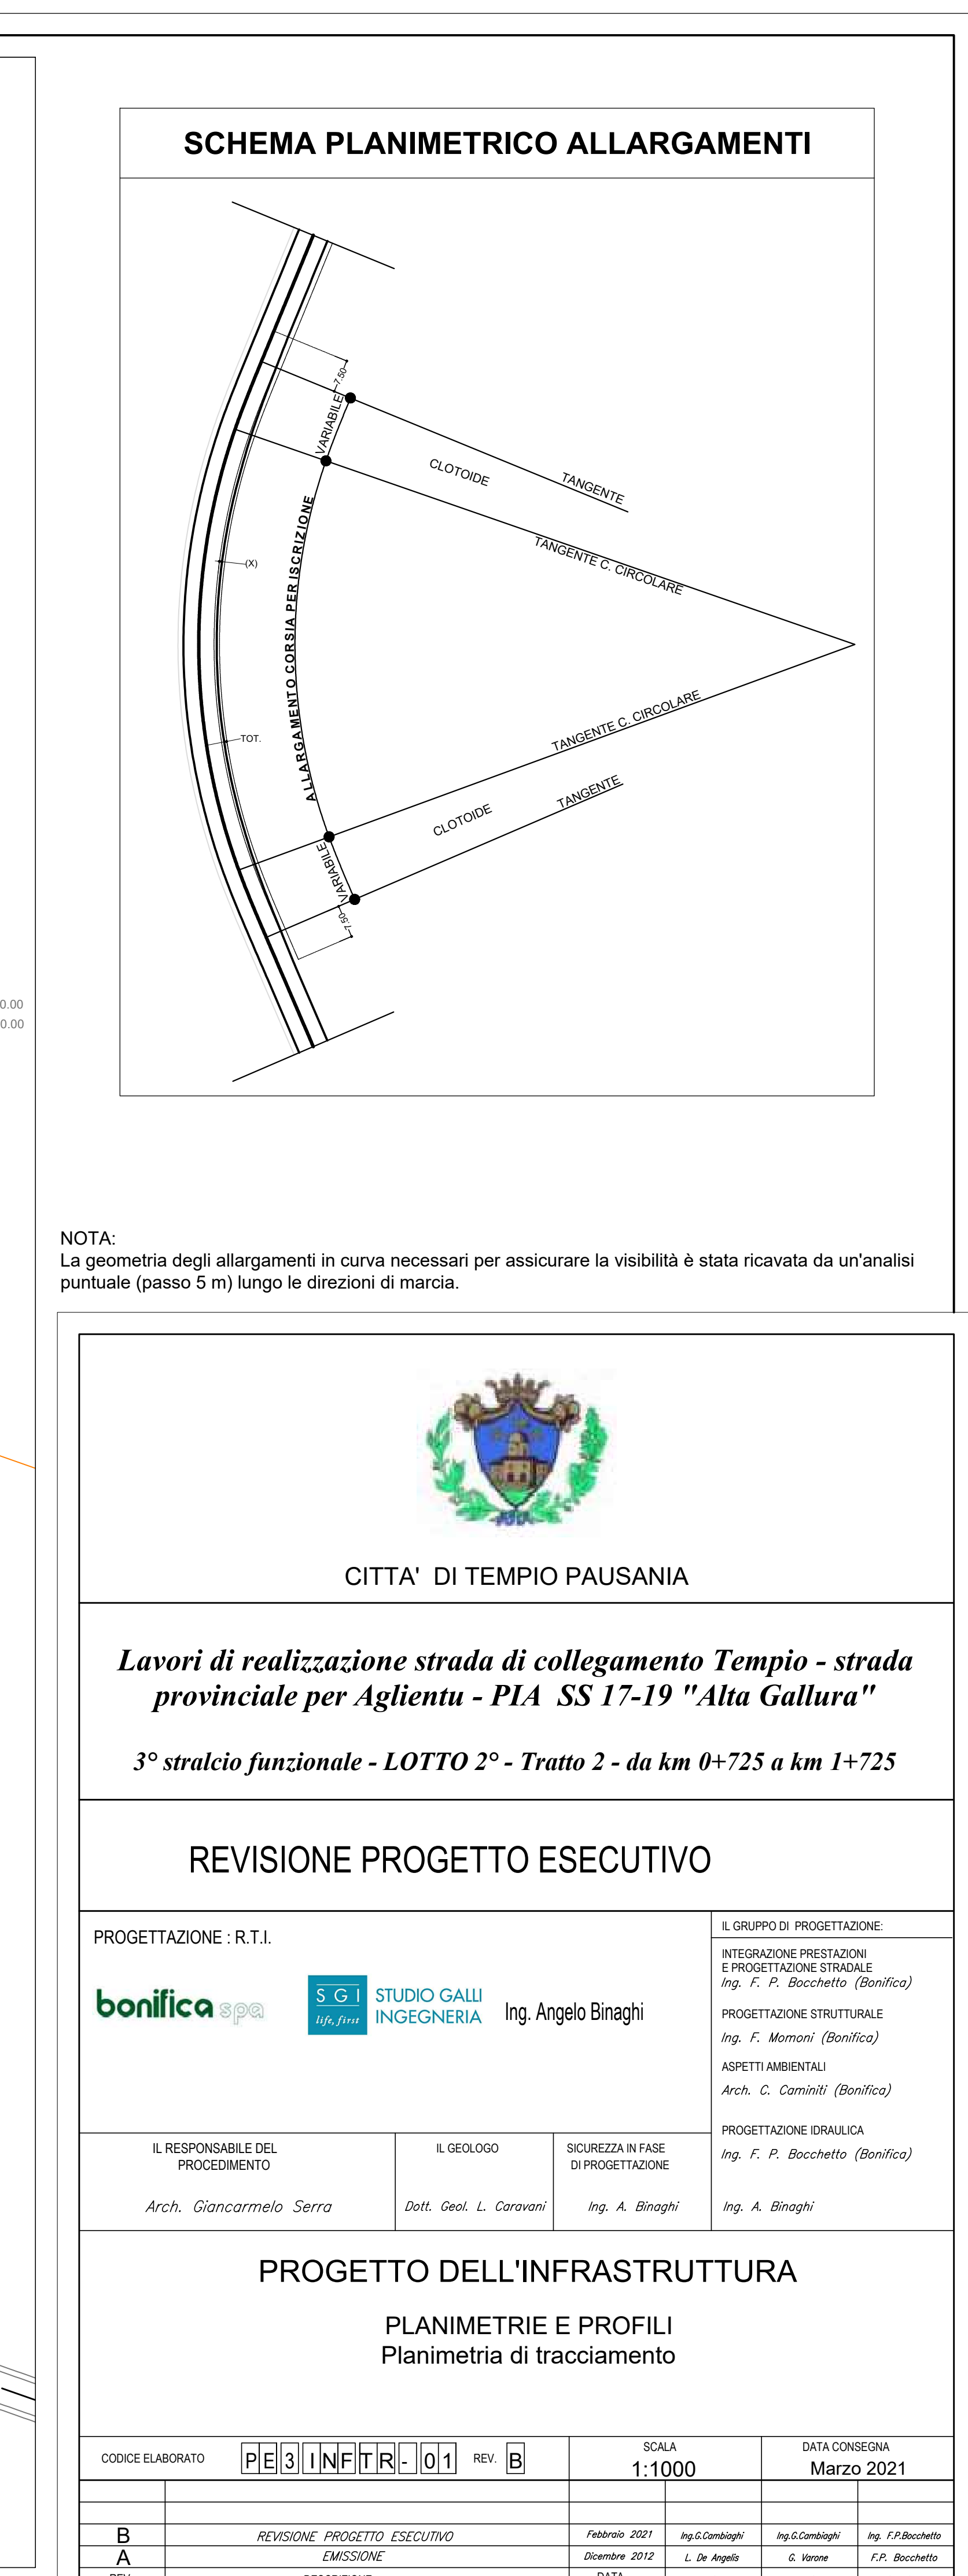 SCHEMA PLANIMETRICO ALLARGAMENTI
7.50
VARIABILE
CLOTOIDE
TANGENTE
TANGENTE C. CIRCOLARE
(X)
ALLARGAMENTO CORSIA PER ISCRIZIONE
TOT.
TANGENTE C. CIRCOLARE
TANGENTE
CLOTOIDE
VARIABILE
7.50
0.00
0.00
NOTA:
La geometria degli allargamenti in curva necessari per assicurare la visibilità è stata ricavata da un'analisi
puntuale (passo 5 m) lungo le direzioni di marcia.
CITTA' DI TEMPIO PAUSANIA
Lavori di realizzazione strada di collegamento Tempio - strada
provinciale per Aglientu - PIA SS 17-19 "Alta Gallura"
3° stralcio funzionale - LOTTO 2° - Tratto 2 - da km 0+725 a km 1+725
REVISIONE PROGETTO ESECUTIVO
PROGETTAZIONE : R.T.I.
bonifica spa
SGI
life, first
STUDIO GALLI
INGEGNERIA
Ing. Angelo Binaghi
IL GRUPPO DI PROGETTAZIONE:
INTEGRAZIONE PRESTAZIONI
E PROGETTAZIONE STRADALE
Ing. F. P. Bocchetto (Bonifica)
PROGETTAZIONE STRUTTURALE
Ing. F. Momoni (Bonifica)
ASPETTI AMBIENTALI
Arch. C. Caminiti (Bonifica)
PROGETTAZIONE IDRAULICA
Ing. F. P. Bocchetto (Bonifica)
Ing. A. Binaghi
IL RESPONSABILE DEL
PROCEDIMENTO
Arch. Giancarmelo Serra
IL GEOLOGO
Dott. Geol. L. Caravani
SICUREZZA IN FASE
DI PROGETTAZIONE
Ing. A. Binaghi
PROGETTO DELL'INFRASTRUTTURA
PLANIMETRIE E PROFILI
Planimetria di tracciamento
CODICE ELABORATO PE3INFTR-01 REV. B
SCALA
1:1000
DATA CONSEGNA
Marzo 2021
B REVISIONE PROGETTO ESECUTIVO Febbraio 2021 Ing.G.Cambiaghi Ing.G.Cambiaghi Ing. F.P.Bocchetto
A EMISSIONE Dicembre 2012 L. De Angelis G. Varone F.P. Bocchetto